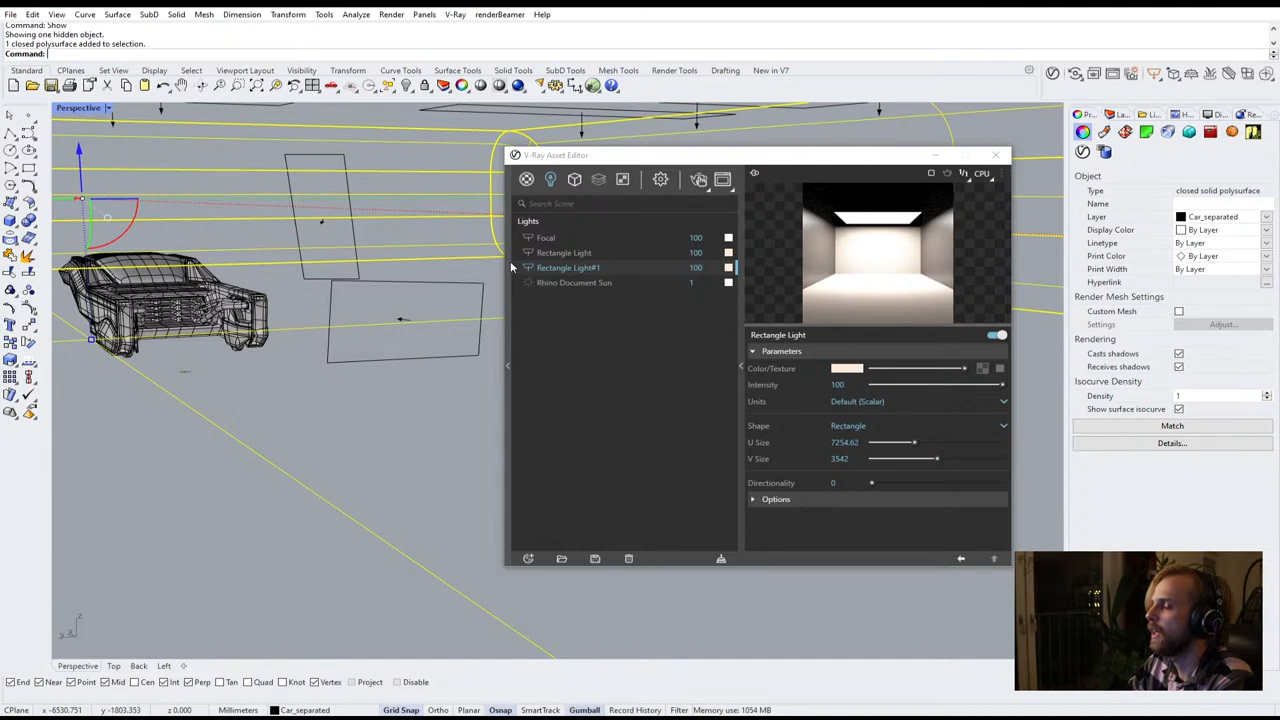 File Edit View Curve Surface SubD Solid Mesh Dimension Transform Tools Analyze Render Panels V-Ray renderBeamer Window Help
Command: Show
Showing one hidden object.
1 closed polysurface added to selection.
Command:
Standard CPlanes Set View Display Select Viewport Layout Visibility Transform Curve Tools Surface Tools Solid Tools SubD Tools Mesh Tools Render Tools Drafting New in V7
Perspective
V-Ray Asset Editor
CPU
Search Scene
Lights
Focal 100
Rectangle Light 100
Rectangle Light#1 100
Rhino Document Sun 1
Rectangle Light
Parameters
Color/Texture
Intensity 100
Units Default (Scalar)
Shape Rectangle
U Size 7254.62
V Size 3542
Directionality 0
Options
Object
Type closed solid polysurface
Name
Layer Car_separated
Display Color By Layer
Linetype By Layer
Print Color By Layer
Print Width By Layer
Hyperlink
Render Mesh Settings
Custom Mesh
Settings Adjust...
Rendering
Casts shadows
Receives shadows
Isocurve Density
Density 1
Show surface isocurve
Match
Details...
z
y x
Perspective Top Back Left
End Near Point Mid Cen Int Perp Tan Quad Knot Vertex Project Disable
CPlane x -6530.751 y -1803.353 z 0.000 Millimeters Car_separated Grid Snap Ortho Planar Osnap SmartTrack Gumball Record History Filter Memory use: 1054 MB